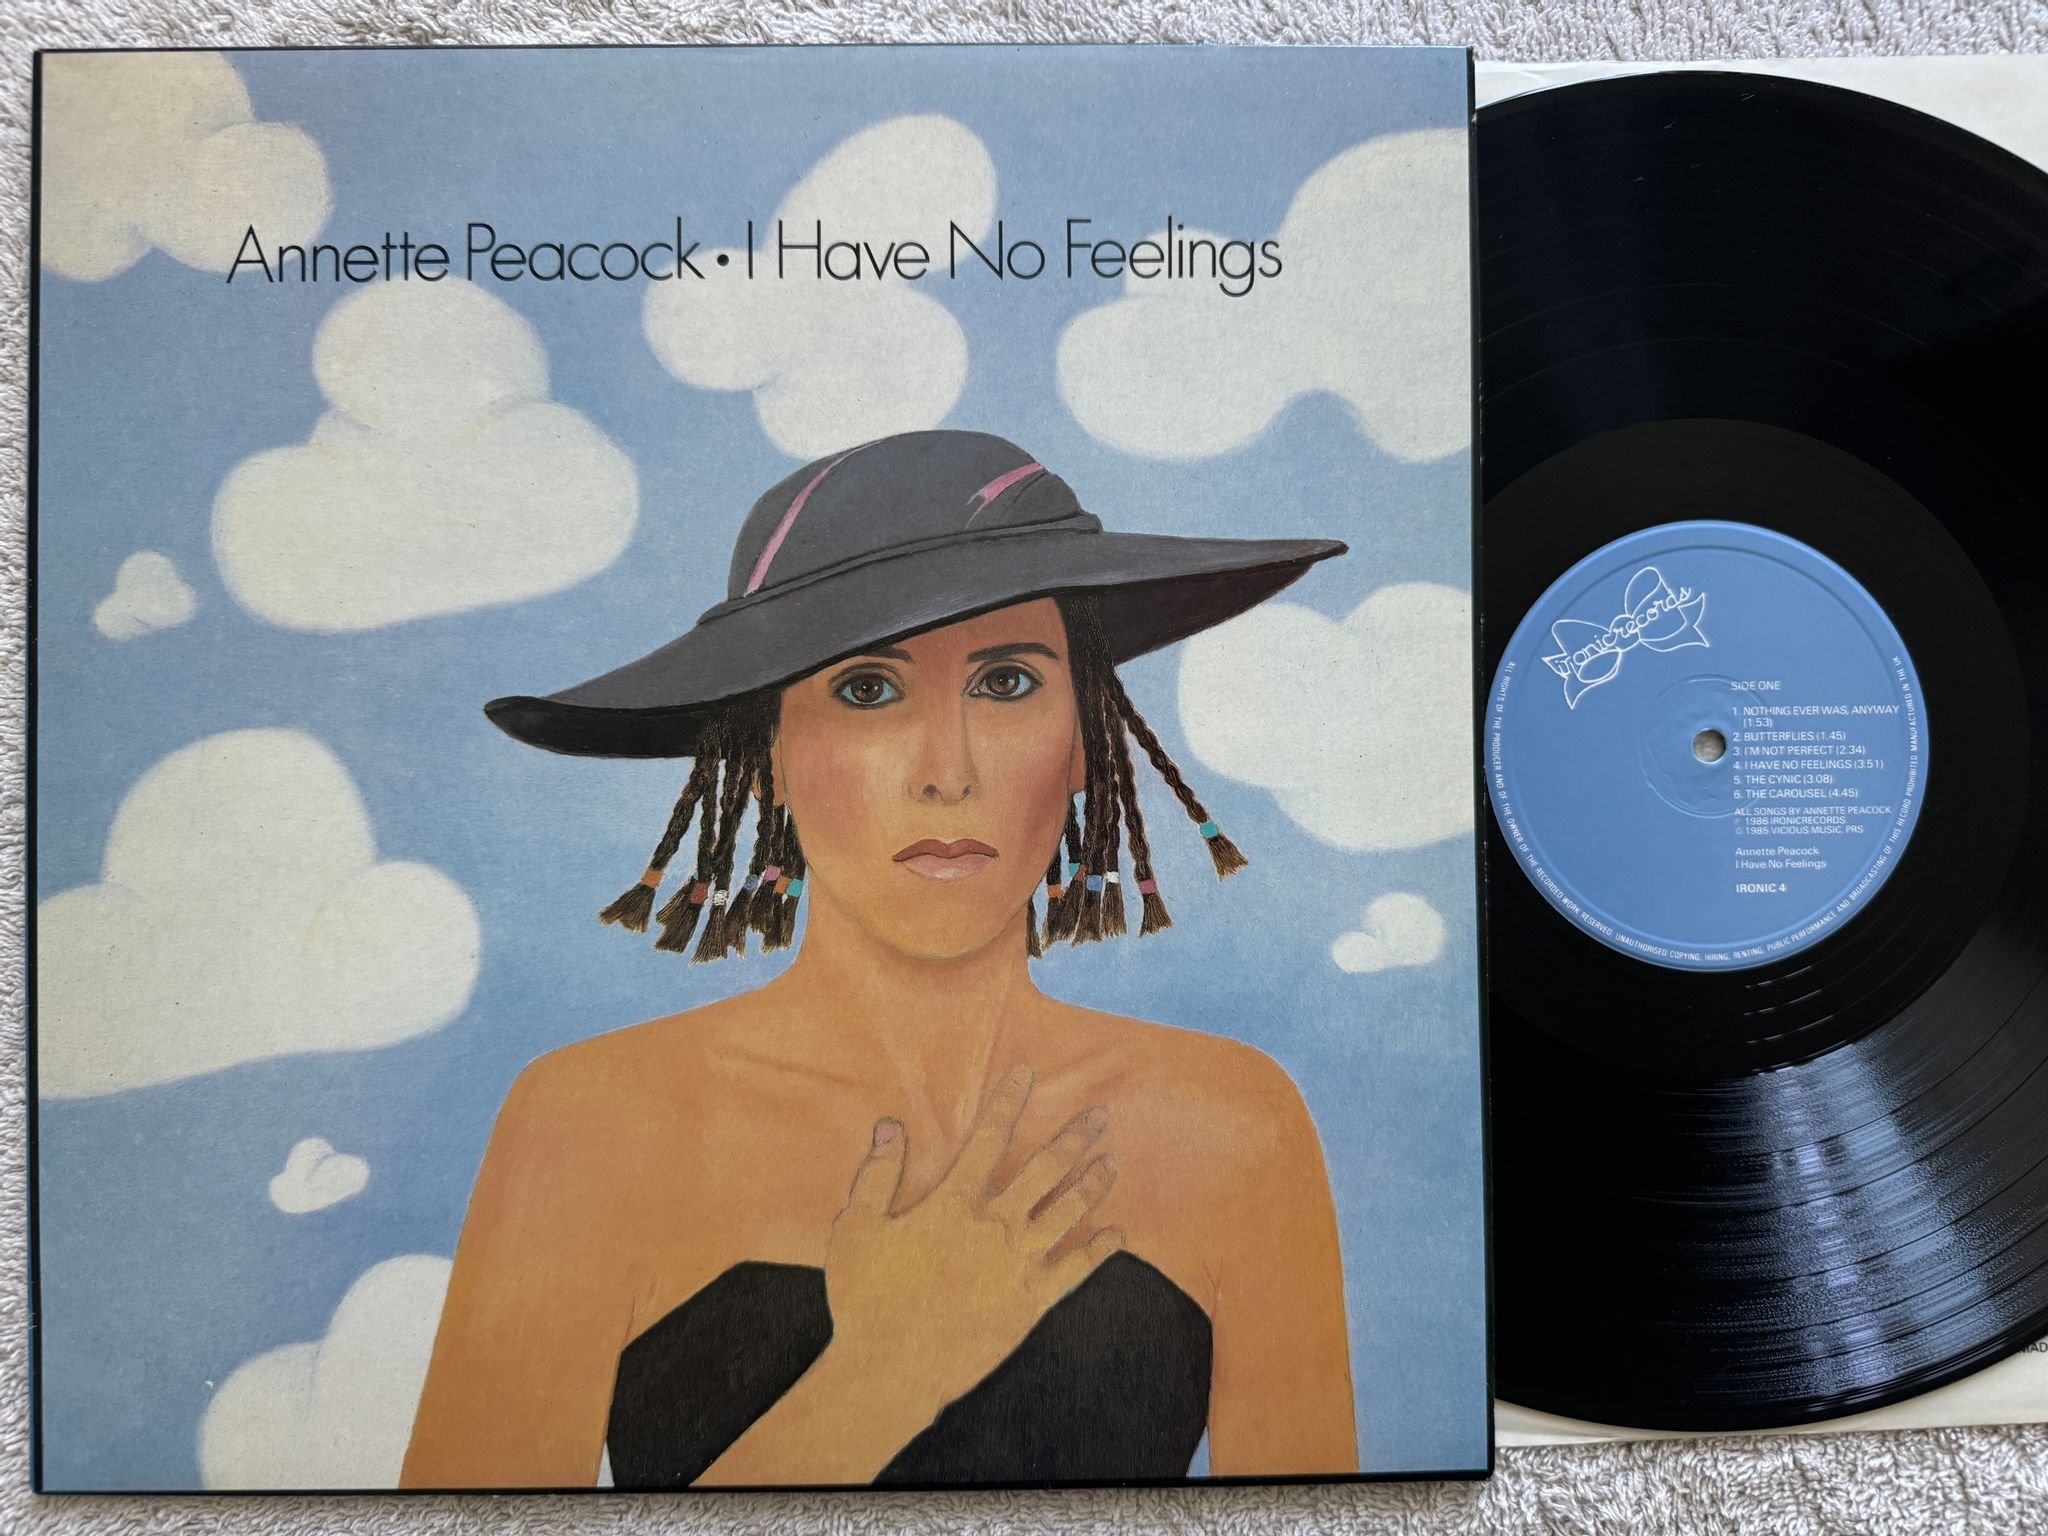 Annette Peacock • I Have No Feelings
ironicrecords
SIDE ONE
1. NOTHING EVER WAS, ANYWAY
(1.53)
2. BUTTERFLIES (1.45)
3. I'M NOT PERFECT (2.34)
4. I HAVE NO FEELINGS (3.51)
5. THE CYNIC (3.08)
6. THE CAROUSEL (4.45)
ALL SONGS BY ANNETTE PEACOCK
℗ 1986 IRONICRECORDS
© 1985 VICIOUS MUSIC, PRS
Annette Peacock
I Have No Feelings
IRONIC 4
ALL RIGHTS OF THE PRODUCER AND OF THE OWNER OF THE RECORDED WORK RESERVED. UNAUTHORISED COPYING, HIRING, RENTING, PUBLIC PERFORMANCE AND BROADCASTING OF THIS RECORD PROHIBITED MANUFACTURED IN THE UK
MAD